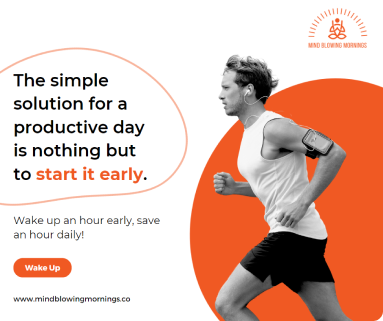 MIND BLOWING MORNINGS
The simple
solution for a
productive day
is nothing but
to start it early.
Wake up an hour early, save
an hour daily!
Wake Up
www.mindblowingmornings.co